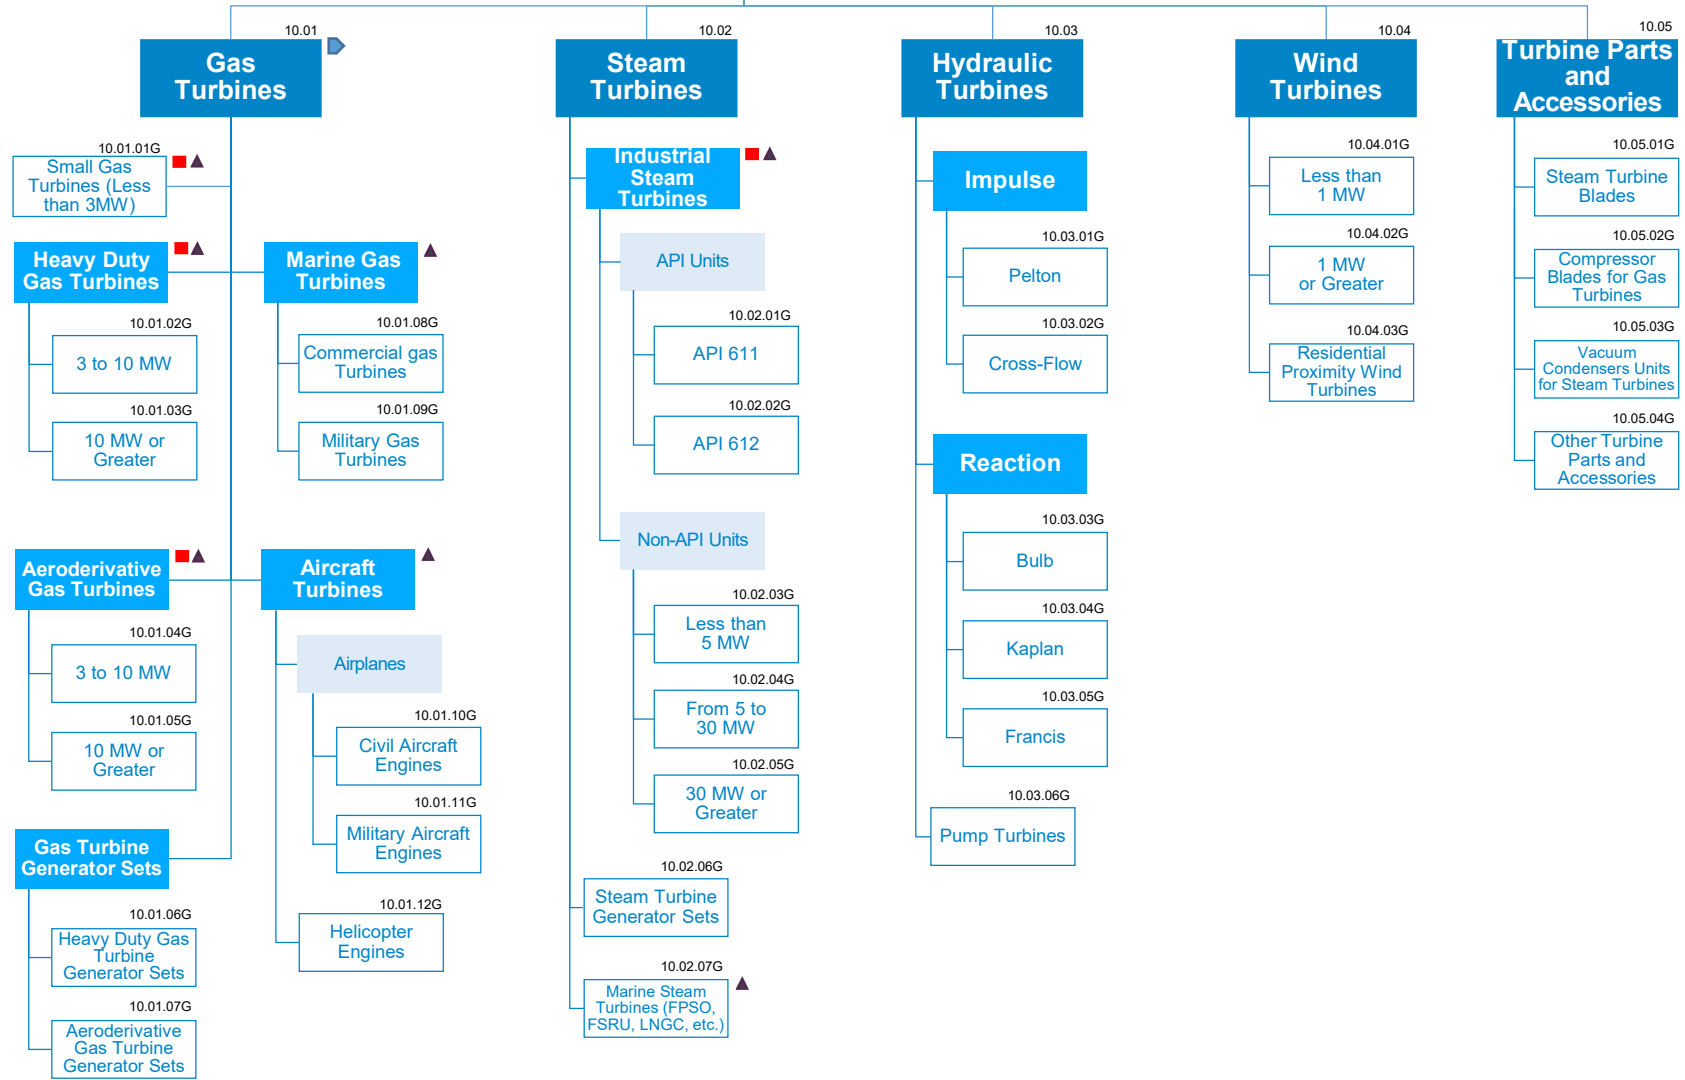 10.01
Gas
Turbines
10.01.01G
Small Gas
Turbines (Less
than 3MW)
Heavy Duty
Gas Turbines
10.01.02G
3 to 10 MW
10.01.03G
10 MW or
Greater
Marine Gas
Turbines
10.01.08G
Commercial gas
Turbines
10.01.09G
Military Gas
Turbines
Aeroderivative
Gas Turbines
10.01.04G
3 to 10 MW
10.01.05G
10 MW or
Greater
Aircraft
Turbines
Airplanes
10.01.10G
Civil Aircraft
Engines
10.01.11G
Military Aircraft
Engines
10.01.12G
Helicopter
Engines
Gas Turbine
Generator Sets
10.01.06G
Heavy Duty Gas
Turbine
Generator Sets
10.01.07G
Aeroderivative
Gas Turbine
Generator Sets
10.02
Steam
Turbines
Industrial
Steam
Turbines
API Units
10.02.01G
API 611
10.02.02G
API 612
Non-API Units
10.02.03G
Less than
5 MW
10.02.04G
From 5 to
30 MW
10.02.05G
30 MW or
Greater
10.02.06G
Steam Turbine
Generator Sets
10.02.07G
Marine Steam
Turbines (FPSO,
FSRU, LNGC, etc.)
10.03
Hydraulic
Turbines
Impulse
10.03.01G
Pelton
10.03.02G
Cross-Flow
Reaction
10.03.03G
Bulb
10.03.04G
Kaplan
10.03.05G
Francis
10.03.06G
Pump Turbines
10.04
Wind
Turbines
10.04.01G
Less than
1 MW
10.04.02G
1 MW
or Greater
10.04.03G
Residential
Proximity Wind
Turbines
10.05
Turbine Parts
and
Accessories
10.05.01G
Steam Turbine
Blades
10.05.02G
Compressor
Blades for Gas
Turbines
10.05.03G
Vacuum
Condensers Units
for Steam Turbines
10.05.04G
Other Turbine
Parts and
Accessories